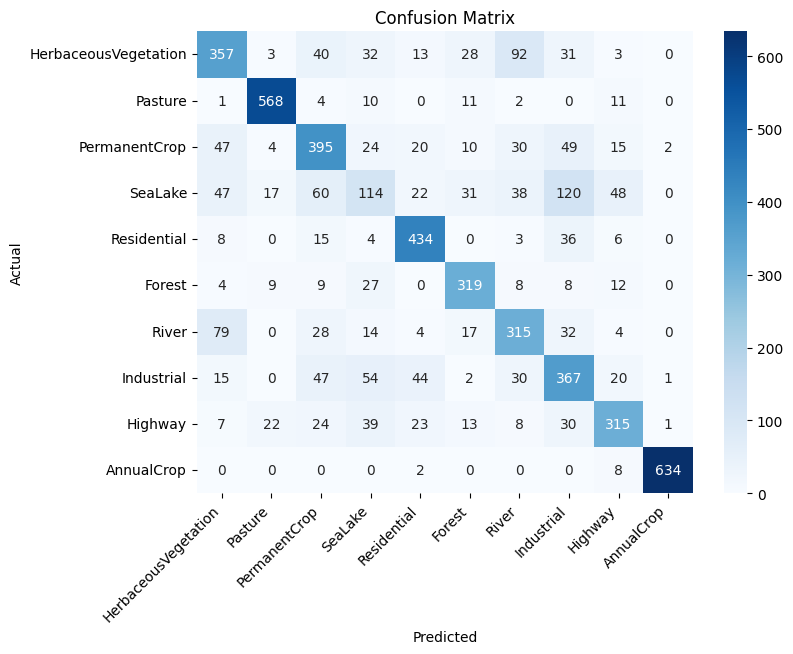 Confusion Matrix
HerbaceousVegetation 357 3 40 32 13 28 92 31 3 0
Pasture 1 568 4 10 0 11 2 0 11 0
PermanentCrop 47 4 395 24 20 10 30 49 15 2
SeaLake 47 17 60 114 22 31 38 120 48 0
Residential 8 0 15 4 434 0 3 36 6 0
Forest 4 9 9 27 0 319 8 8 12 0
River 79 0 28 14 4 17 315 32 4 0
Industrial 15 0 47 54 44 2 30 367 20 1
Highway 7 22 24 39 23 13 8 30 315 1
AnnualCrop 0 0 0 0 2 0 0 0 8 634
Actual
HerbaceousVegetation
Pasture
PermanentCrop
SeaLake
Residential
Forest
River
Industrial
Highway
AnnualCrop
Predicted
600
500
400
300
200
100
0